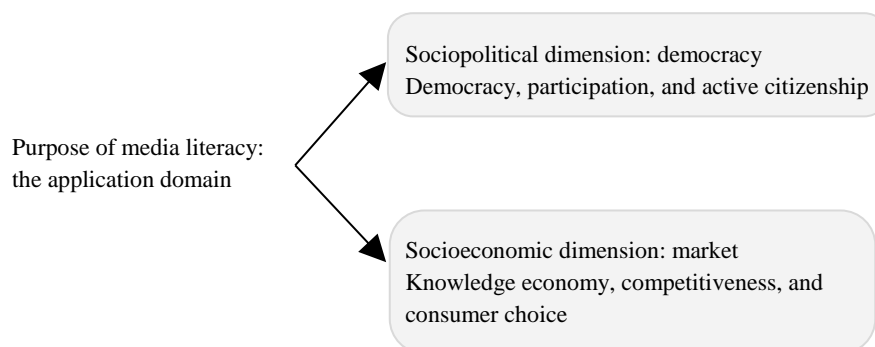 Sociopolitical dimension: democracy
Democracy, participation, and active citizenship
Purpose of media literacy:
the application domain
Socioeconomic dimension: market
Knowledge economy, competitiveness, and
consumer choice